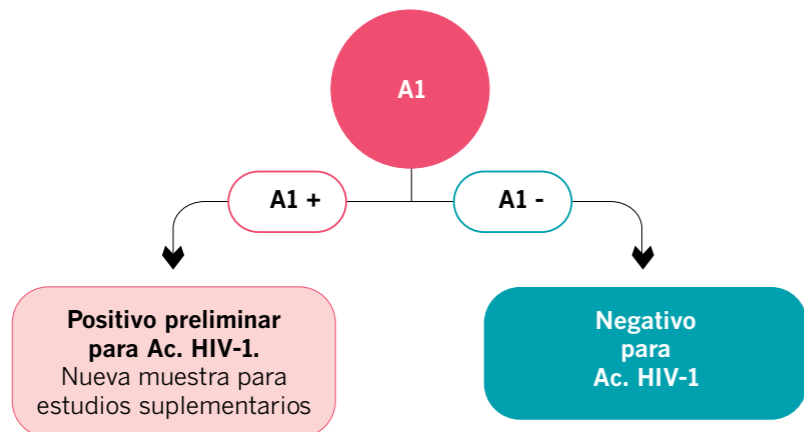 A1
A1 +
A1 -
Positivo preliminar
para Ac. HIV-1.
Nueva muestra para
estudios suplementarios
Negativo
para
Ac. HIV-1